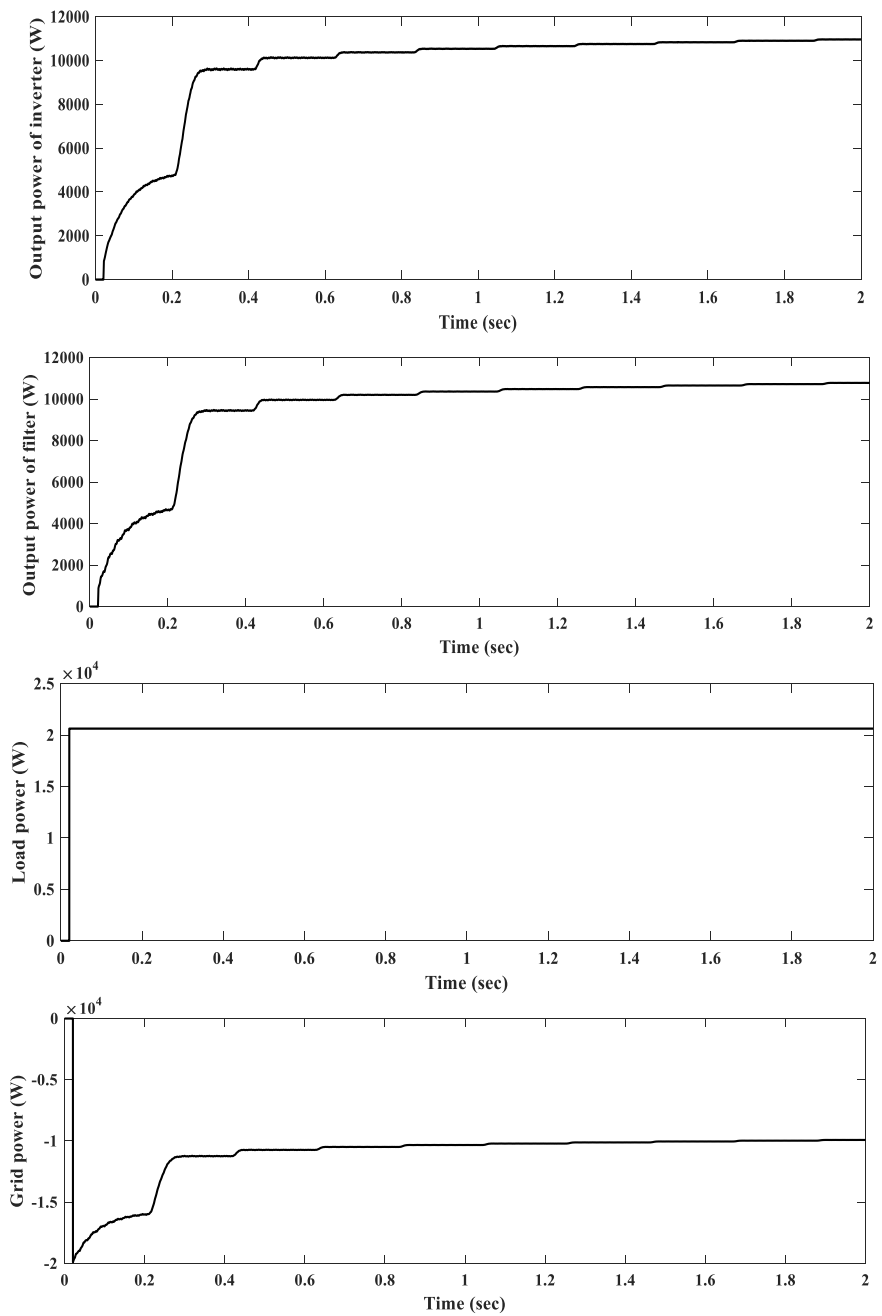 12000
10000
8000
6000
4000
2000
0
Output power of inverter (W)
0 0.2 0.4 0.6 0.8 1 1.2 1.4 1.6 1.8 2
Time (sec)
12000
10000
8000
6000
4000
2000
0
Output power of filter (W)
0 0.2 0.4 0.6 0.8 1 1.2 1.4 1.6 1.8 2
Time (sec)
×10⁴
2.5
2
1.5
1
0.5
0
Load power (W)
0 0.2 0.4 0.6 0.8 1 1.2 1.4 1.6 1.8 2
Time (sec)
×10⁴
0
-0.5
-1
-1.5
-2
Grid power (W)
0 0.2 0.4 0.6 0.8 1 1.2 1.4 1.6 1.8 2
Time (sec)